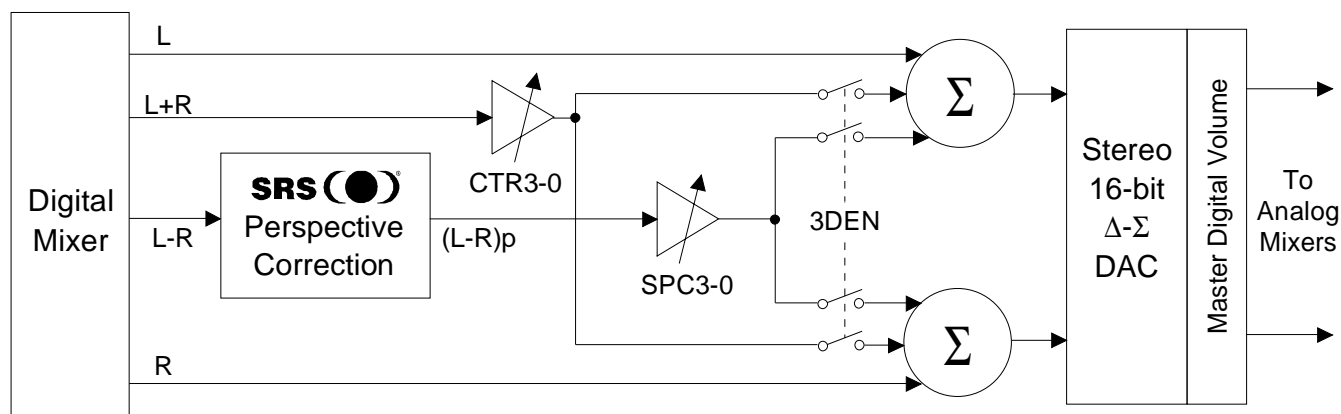 L
L+R
CTR3-0
Digital
Mixer
L-R
SRS ®
Perspective
Correction
(L-R)p
SPC3-0
3DEN
R
Σ
Σ
Stereo
16-bit
Δ-Σ
DAC
Master Digital Volume
To
Analog
Mixers